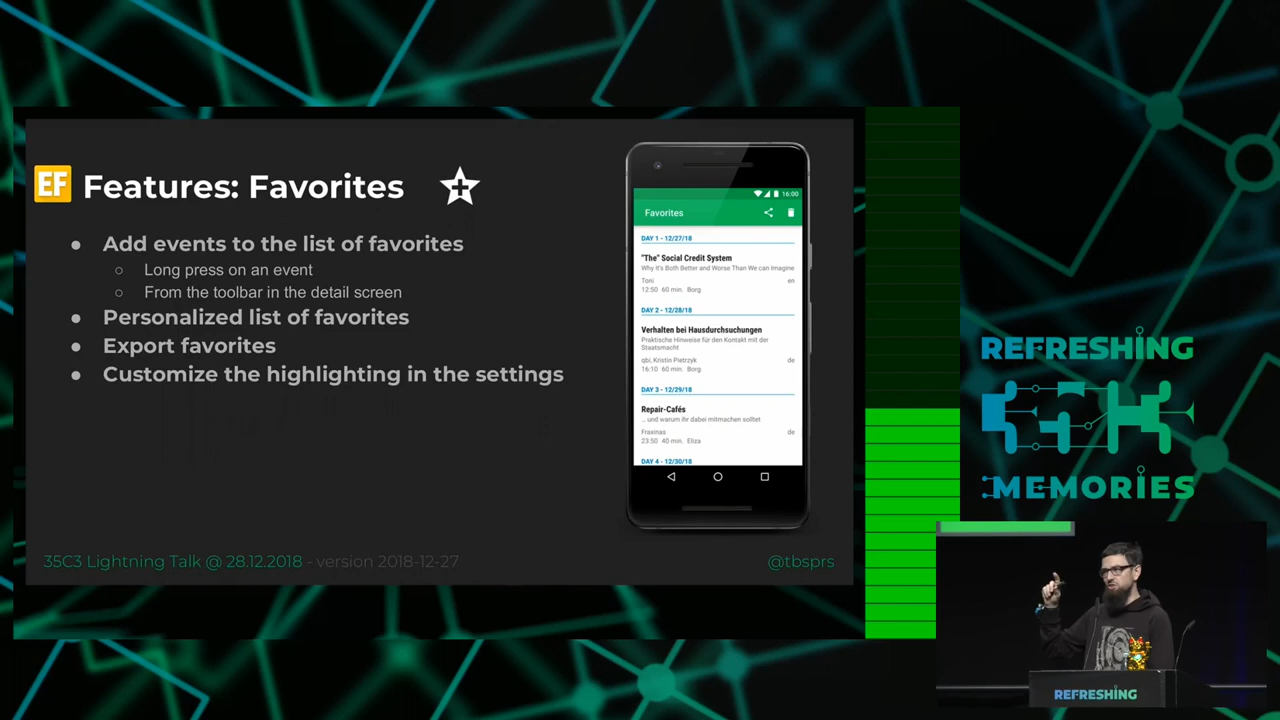 EF Features: Favorites
● Add events to the list of favorites
○ Long press on an event
○ From the toolbar in the detail screen
● Personalized list of favorites
● Export favorites
● Customize the highlighting in the settings
35C3 Lightning Talk @ 28.12.2018 - version 2018-12-27
@tbsprs
16:00
Favorites
DAY 1 - 12/27/18
"The" Social Credit System
Why It's Both Better and Worse Than We can Imagine
Toni en
12:50 60 min. Borg
DAY 2 - 12/28/18
Verhalten bei Hausdurchsuchungen
Praktische Hinweise für den Kontakt mit der
Staatsmacht
qbi, Kristin Pietrzyk de
16:10 60 min. Borg
DAY 3 - 12/29/18
Repair-Cafés
.. und warum ihr dabei mitmachen solltet
Fraxinas de
23:50 40 min. Eliza
DAY 4 - 12/30/18
REFRESHING
MEMORIES
REFRESHING